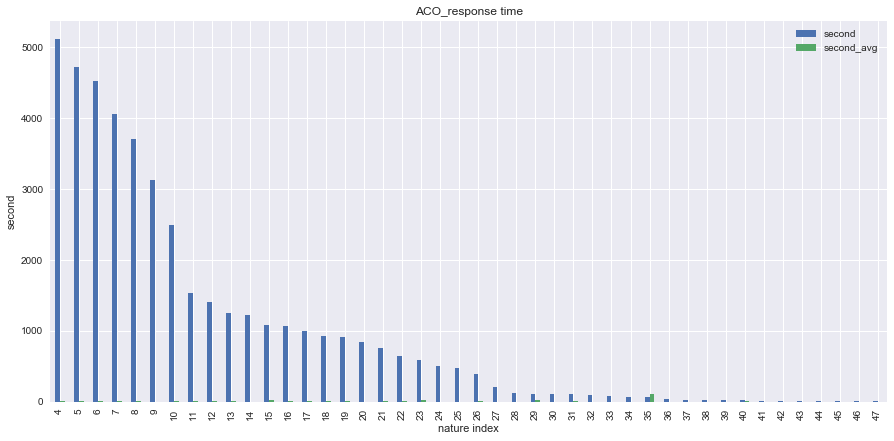 ACO_response time
second
second_avg
5000
4000
3000
2000
1000
0
second
4 5 6 7 8 9 10 11 12 13 14 15 16 17 18 19 20 21 22 23 24 25 26 27 28 29 30 31 32 33 34 35 36 37 38 39 40 41 42 43 44 45 46 47
nature index